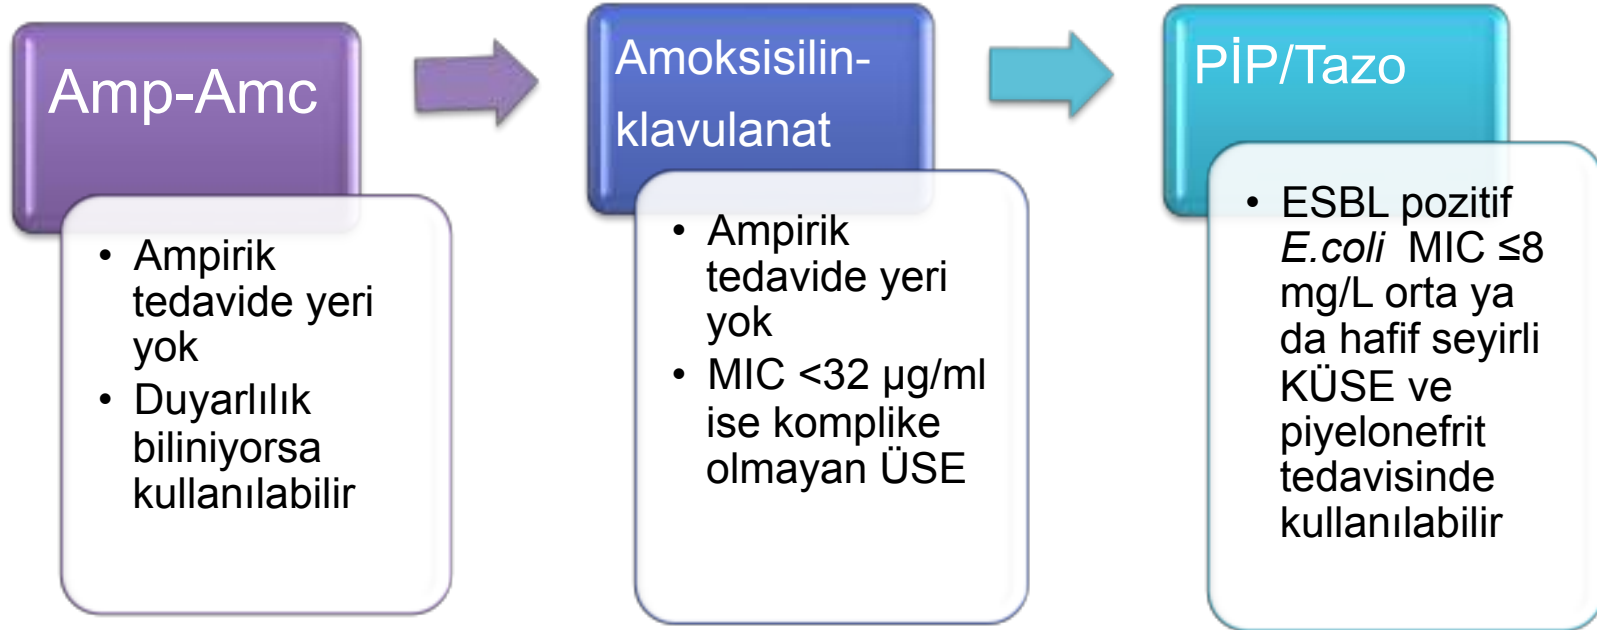 Amp-Amc
• Ampirik
tedavide yeri
yok
• Duyarlılık
biliniyorsa
kullanılabilir
Amoksisilin-
klavulanat
• Ampirik
tedavide yeri
yok
• MIC <32 µg/ml
ise komplike
olmayan ÜSE
PİP/Tazo
• ESBL pozitif
E.coli MIC ≤8
mg/L orta ya
da hafif seyirli
KÜSE ve
piyelonefrit
tedavisinde
kullanılabilir